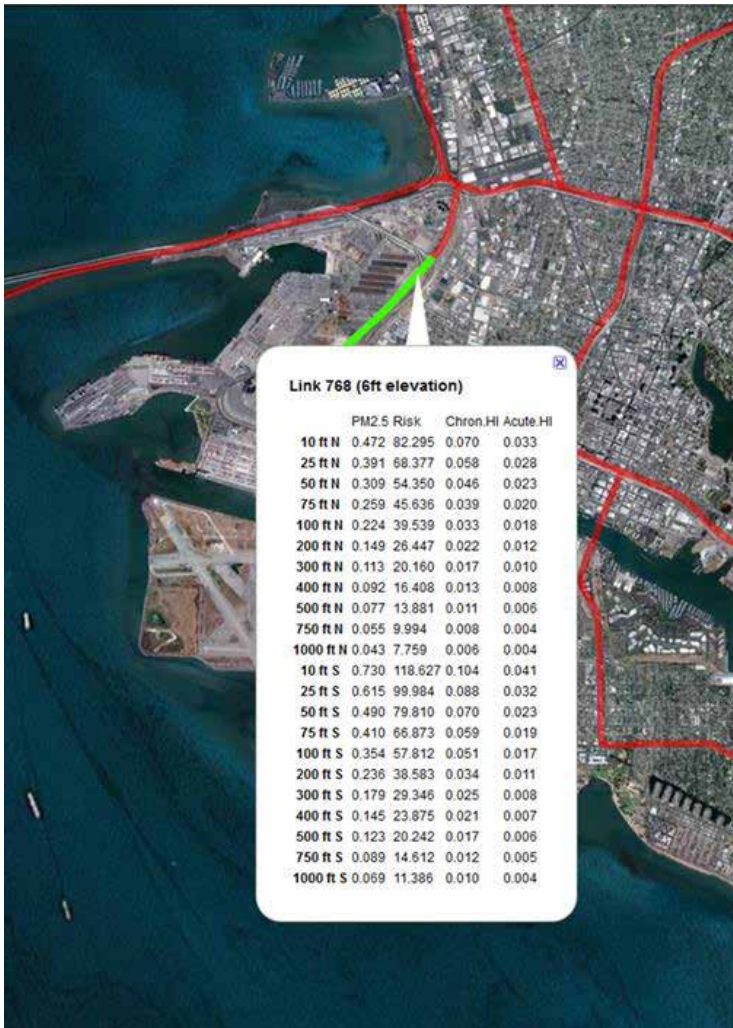 Link 768 (6ft elevation)
PM2.5 Risk Chron.HI Acute.HI
10 ft N 0.472 82.295 0.070 0.033
25 ft N 0.391 68.377 0.058 0.028
50 ft N 0.309 54.350 0.046 0.023
75 ft N 0.259 45.636 0.039 0.020
100 ft N 0.224 39.539 0.033 0.018
200 ft N 0.149 26.447 0.022 0.012
300 ft N 0.113 20.160 0.017 0.010
400 ft N 0.092 16.408 0.013 0.008
500 ft N 0.077 13.881 0.011 0.006
750 ft N 0.055 9.994 0.008 0.004
1000 ft N 0.043 7.759 0.006 0.004
10 ft S 0.730 118.627 0.104 0.041
25 ft S 0.615 99.984 0.088 0.032
50 ft S 0.490 79.810 0.070 0.023
75 ft S 0.410 66.873 0.059 0.019
100 ft S 0.354 57.812 0.051 0.017
200 ft S 0.236 38.583 0.034 0.011
300 ft S 0.179 29.346 0.025 0.008
400 ft S 0.145 23.875 0.021 0.007
500 ft S 0.123 20.242 0.017 0.006
750 ft S 0.089 14.612 0.012 0.005
1000 ft S 0.069 11.386 0.010 0.004